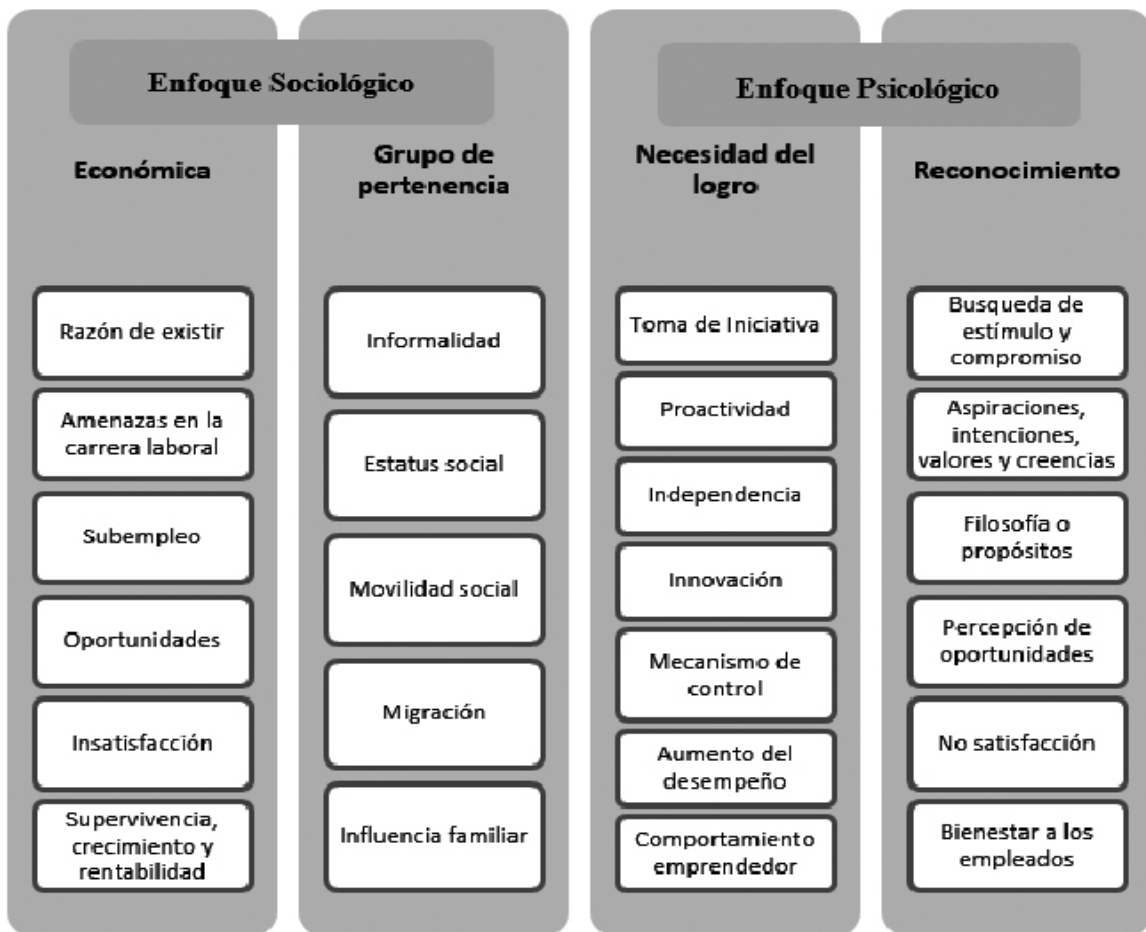 Enfoque Sociológico
Enfoque Psicológico
Económica
Razón de existir
Amenazas en la
carrera laboral
Subempleo
Oportunidades
Insatisfacción
Supervivencia,
crecimiento y
rentabilidad
Grupo de
pertenencia
Informalidad
Estatus social
Movilidad social
Migración
Influencia familiar
Necesidad del
logro
Toma de Iniciativa
Proactividad
Independencia
Innovación
Mecanismo de
control
Aumento del
desempeño
Comportamiento
emprendedor
Reconocimiento
Busqueda de
estímulo y
compromiso
Aspiraciones,
intenciones,
valores y creencias
Filosofía o
propósitos
Percepción de
oportunidades
No satisfacción
Bienestar a los
empleados